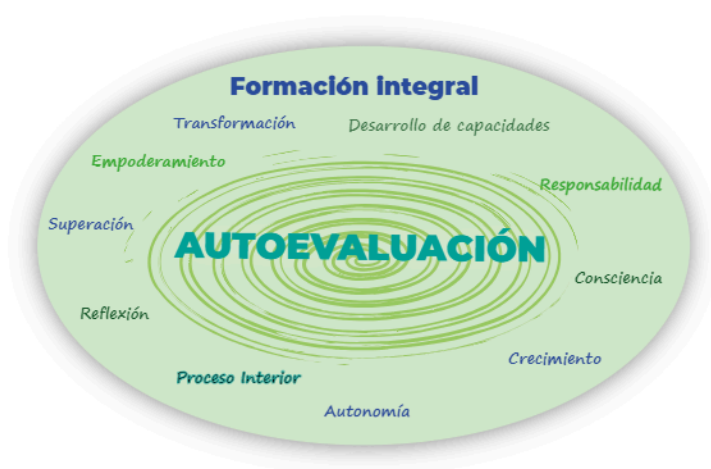 Formación integral
Transformación
Desarrollo de capacidades
Empoderamiento
Responsabilidad
Superación
AUTOEVALUACIÓN
Consciencia
Reflexión
Crecimiento
Proceso Interior
Autonomía